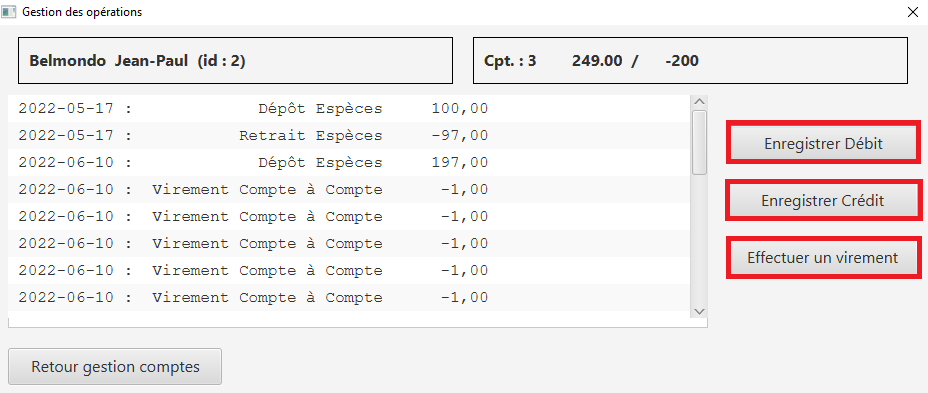 Gestion des opérations
Belmondo Jean-Paul (id : 2)
Cpt. : 3 249.00 / -200
2022-05-17 : Dépôt Espèces 100,00
2022-05-17 : Retrait Espèces -97,00
2022-06-10 : Dépôt Espèces 197,00
2022-06-10 : Virement Compte à Compte -1,00
2022-06-10 : Virement Compte à Compte -1,00
2022-06-10 : Virement Compte à Compte -1,00
2022-06-10 : Virement Compte à Compte -1,00
2022-06-10 : Virement Compte à Compte -1,00
Enregistrer Débit
Enregistrer Crédit
Effectuer un virement
Retour gestion comptes